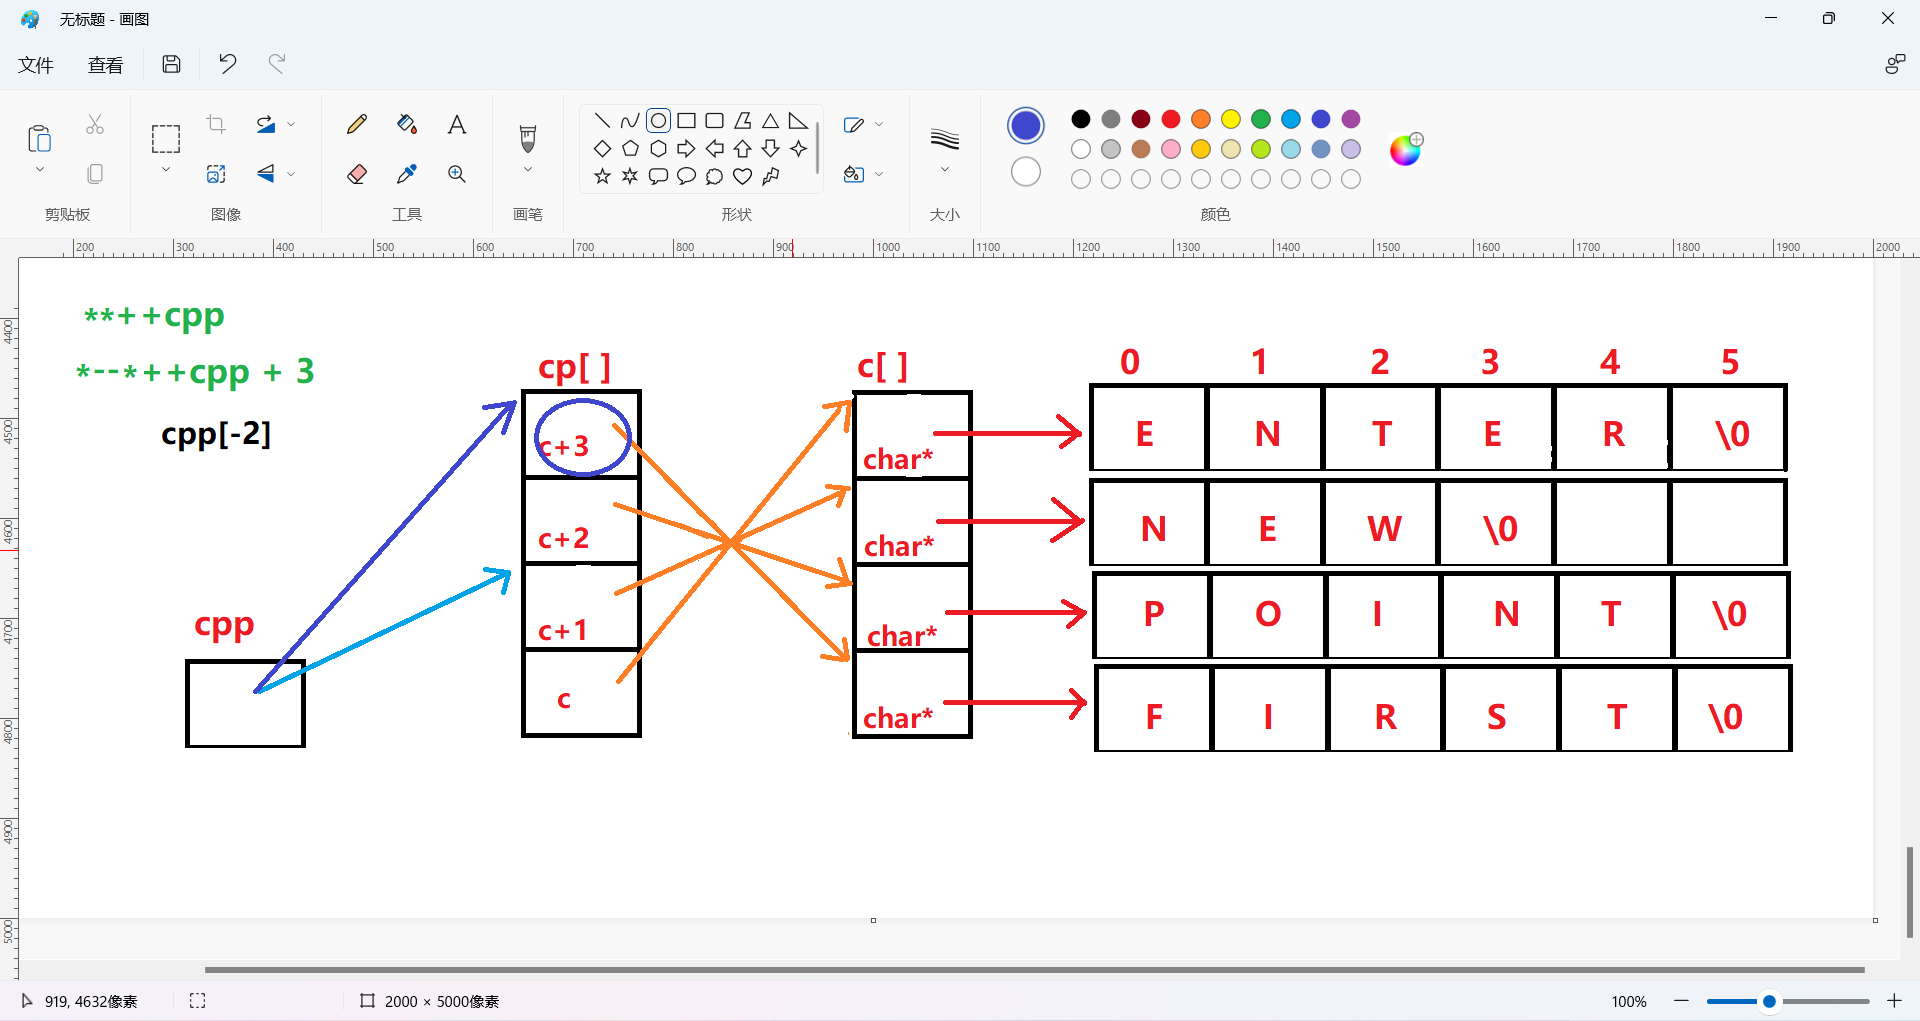 无标题 - 画图
文件 查看
剪贴板 图像 工具 画笔 形状 大小 颜色
200 300 400 500 600 700 800 900 1000 1100 1200 1300 1400 1500 1600 1700 1800 1900 2000
4400
4500
4600
4700
4800
4900
5000
**++cpp
*--*++cpp + 3
cpp[-2]
cpp
cp[ ]
c+3
c+2
c+1
c
c[ ]
char*
char*
char*
char*
0 1 2 3 4 5
E N T E R \0
N E W \0
P O I N T \0
F I R S T \0
919, 4632像素 2000 × 5000像素 100%